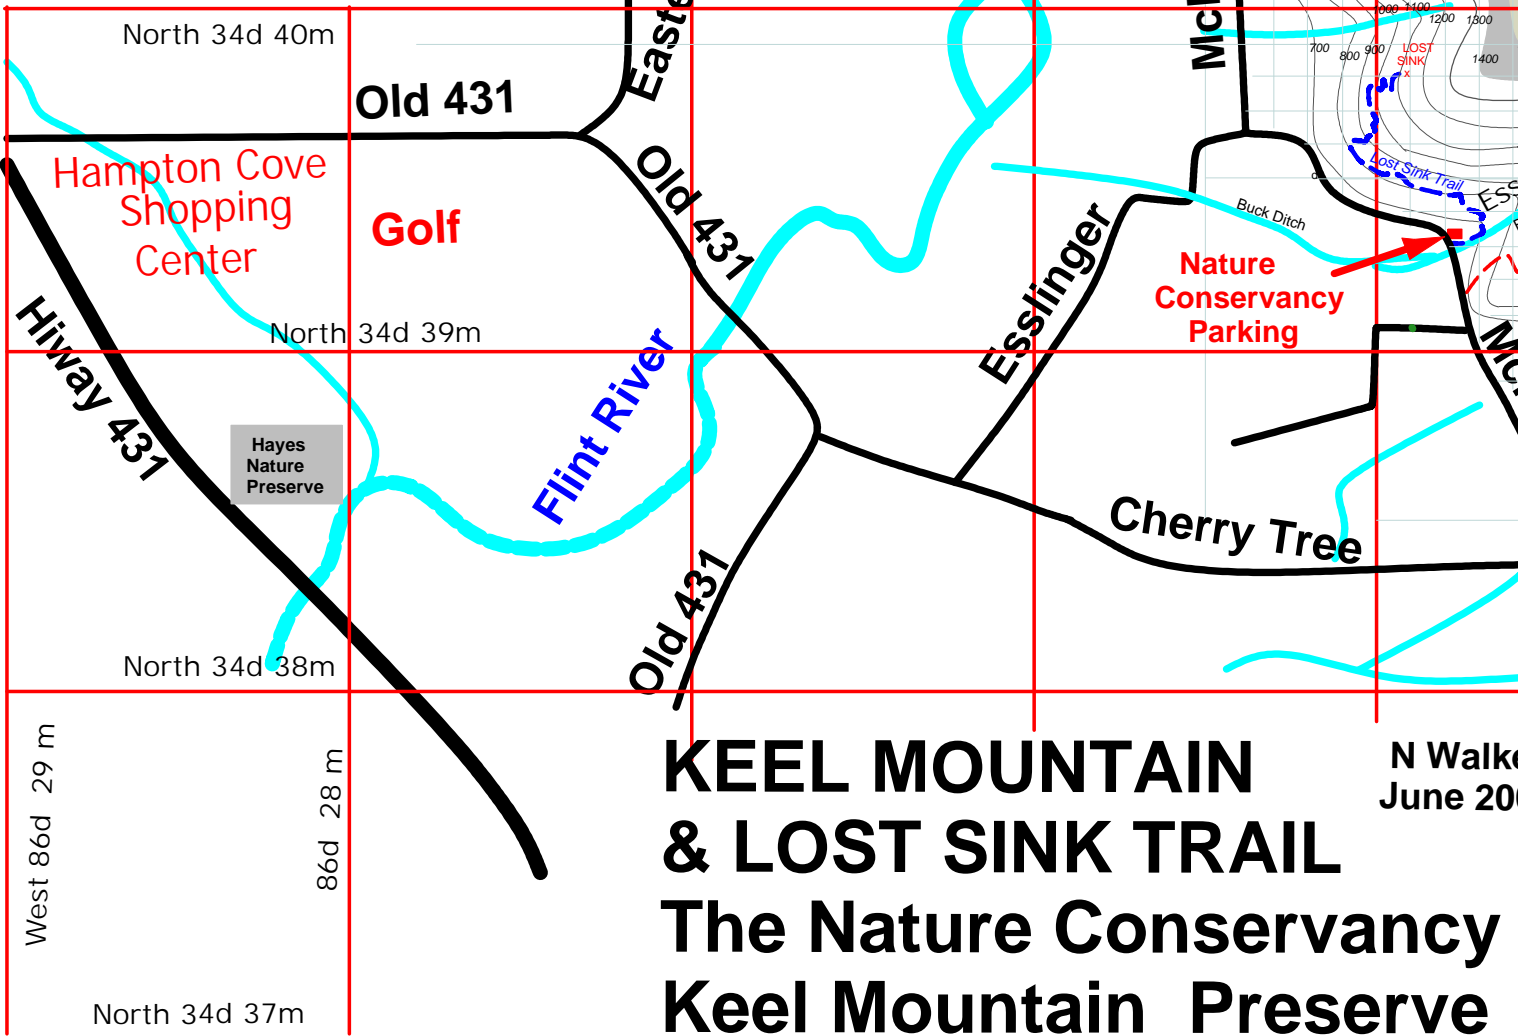 North 34d 40m
Old 431
Hampton Cove
Shopping
Center
Golf
Old 431
1100
1200
1300
700
800
900
1400
LOST
SINK
x
Lost Sink Trail
Buck Ditch
Nature
Conservancy
Parking
Esslinger
North 34d 39m
Hiway 431
Flint River
Hayes
Nature
Preserve
Cherry Tree
Old 431
North 34d 38m
West 86d 29 m
86d 28 m
North 34d 37m
KEEL MOUNTAIN
& LOST SINK TRAIL
The Nature Conservancy
Keel Mountain Preserve
N Walke
June 200